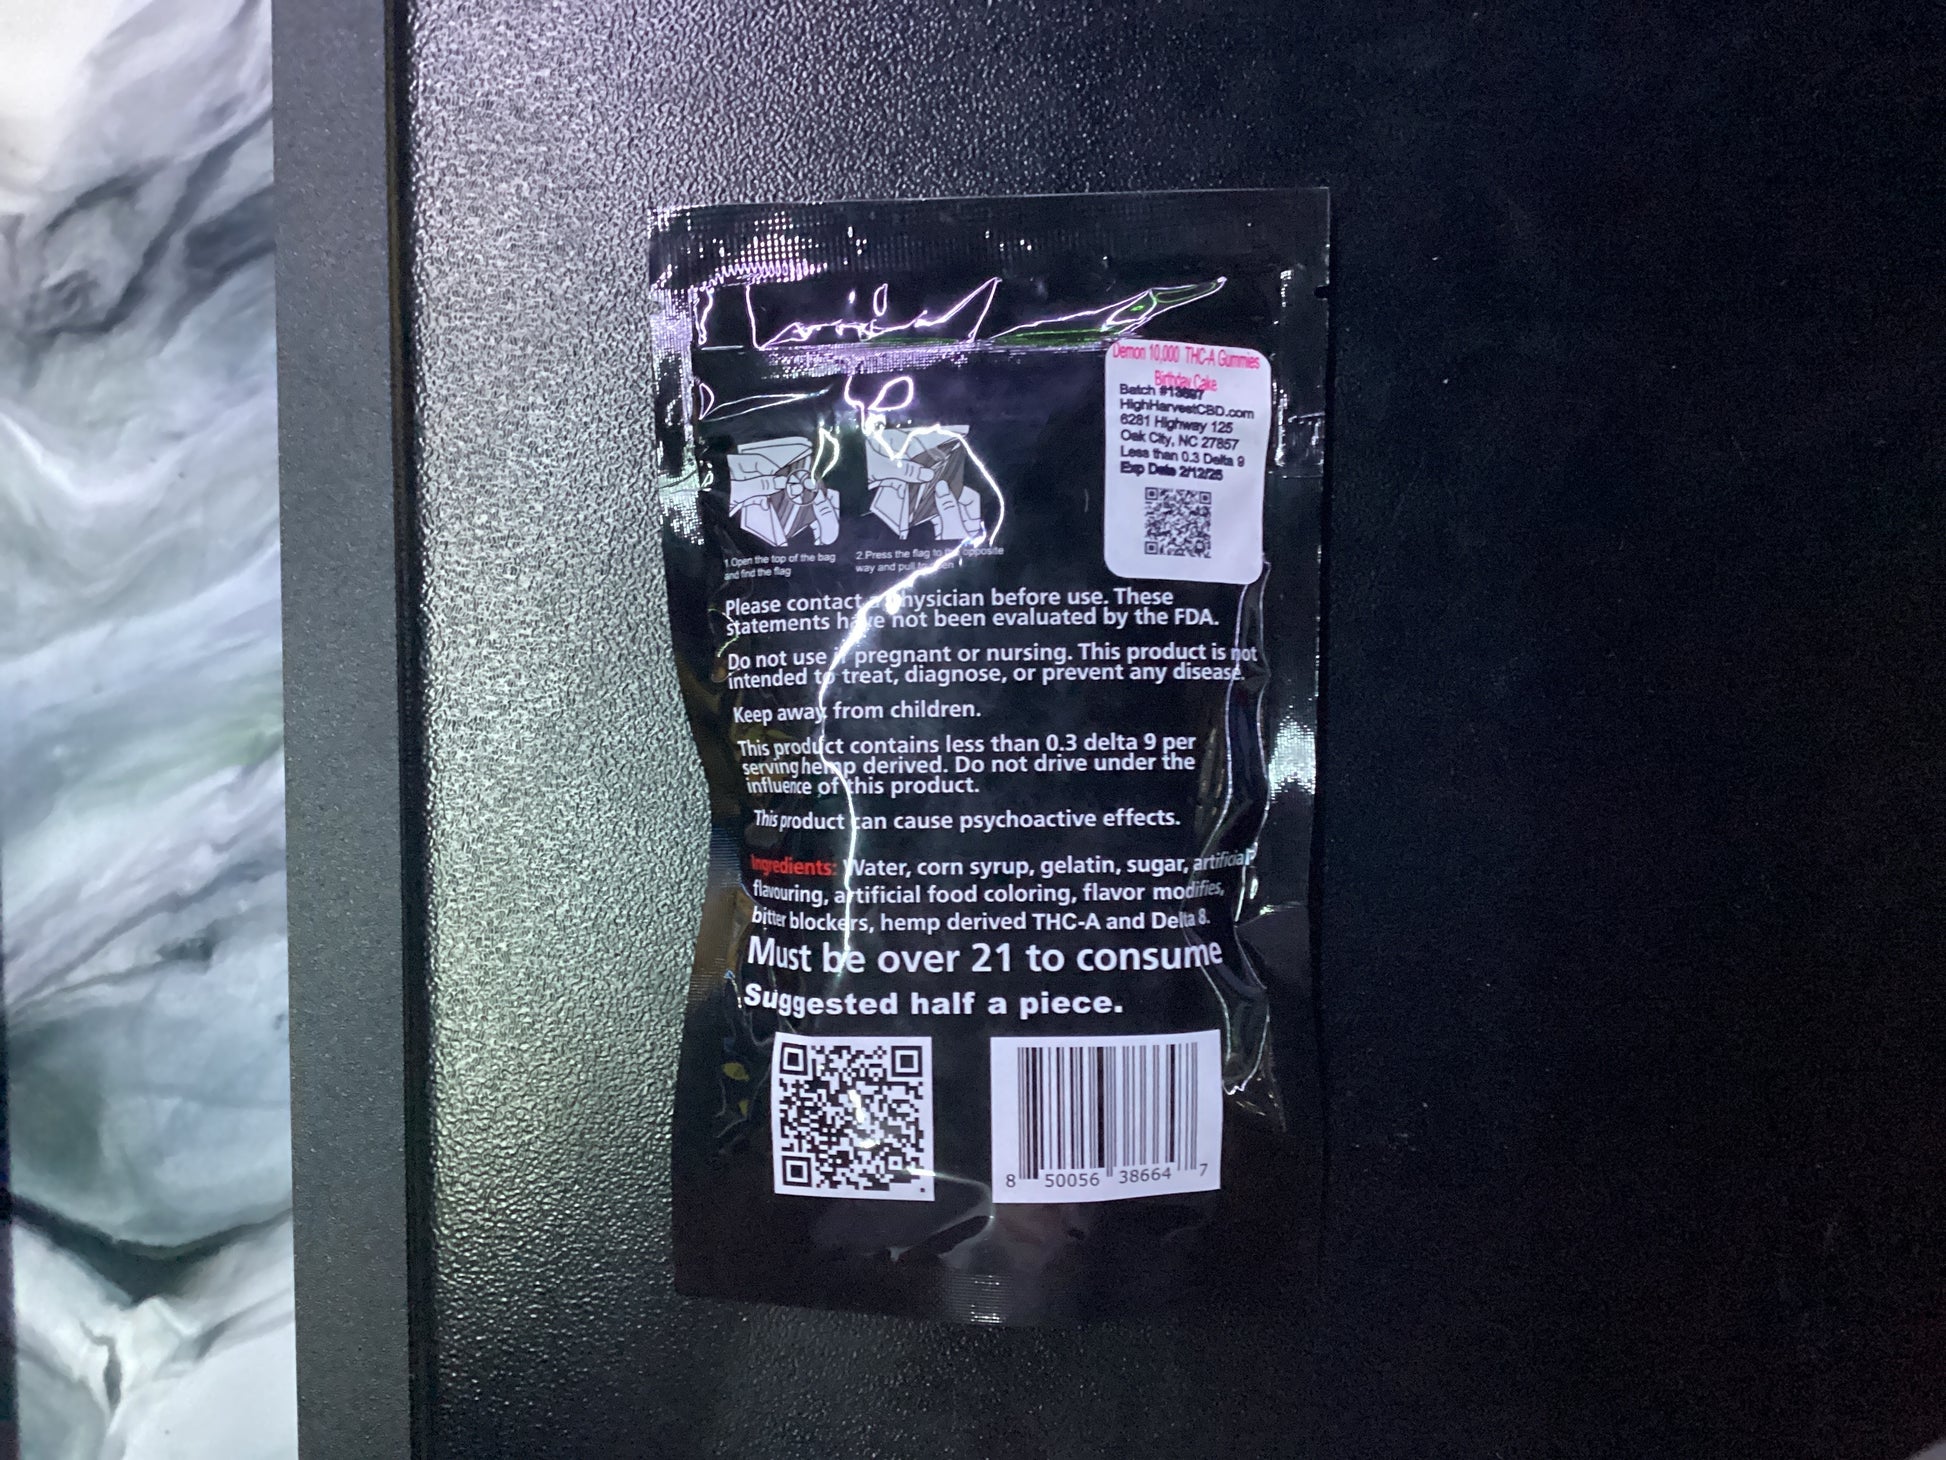 Demon 10,000 THC-A Gummies
Birthday Cake
Batch #13697
HighHarvestCBD.com
6281 Highway 125
Oak City, NC 27857
Less than 0.3 Delta 9
Exp Date 2/12/25
1.Open the top of the bag
and find the flag
2.Press the flag to the opposite
way and pull to open
Please contact a physician before use. These
statements have not been evaluated by the FDA.
Do not use if pregnant or nursing. This product is not
intended to treat, diagnose, or prevent any disease.
Keep away from children.
This product contains less than 0.3 delta 9 per
serving hemp derived. Do not drive under the
influence of this product.
This product can cause psychoactive effects.
Ingredients: Water, corn syrup, gelatin, sugar, artificial
flavouring, artificial food coloring, flavor modifies,
bitter blockers, hemp derived THC-A and Delta 8.
Must be over 21 to consume
Suggested half a piece.
8 50056 38664 7